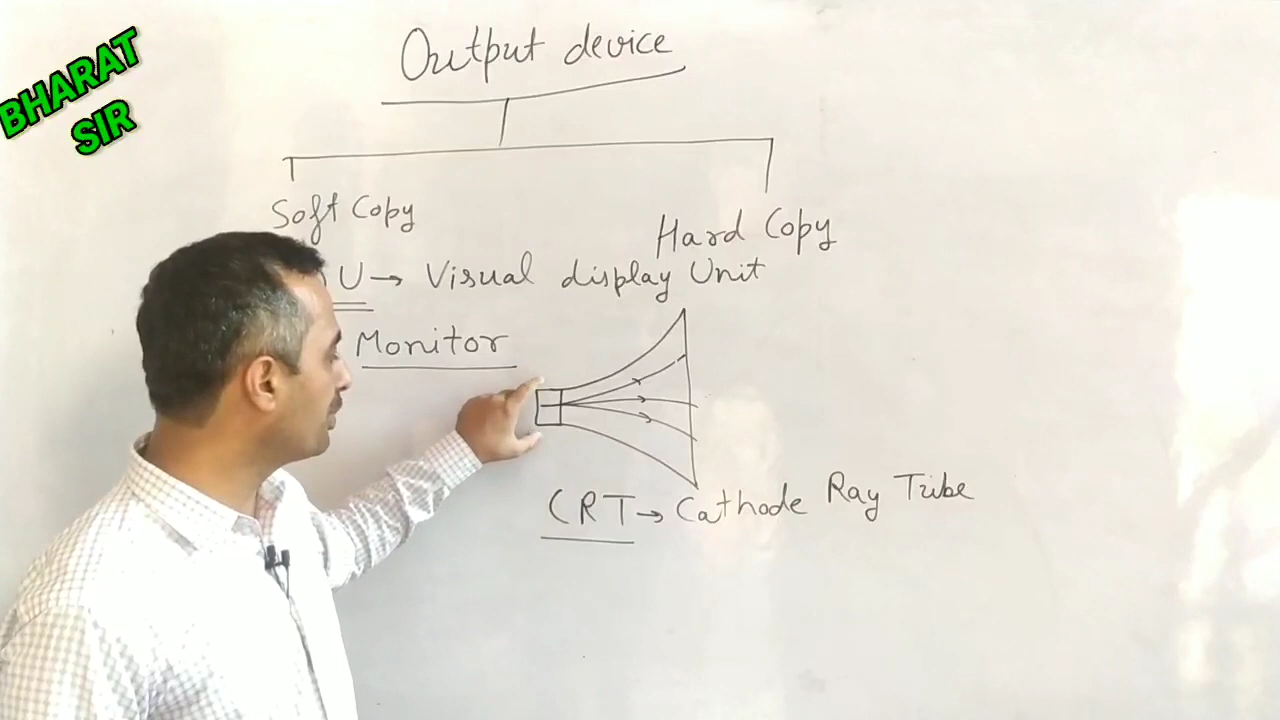 BHARAT
SIR
Output device
Soft Copy
Hard Copy
U → Visual display Unit
Monitor
CRT → Cathode Ray Tube